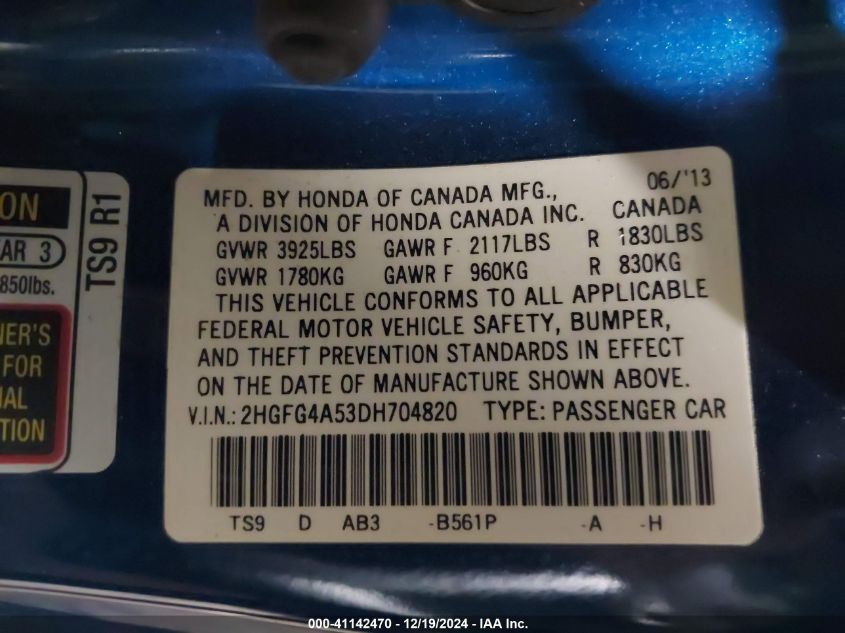 ON
AR 3
850lbs.
NER'S
FOR
AL
TION
TS9 R1
MFD. BY HONDA OF CANADA MFG., 06/'13
A DIVISION OF HONDA CANADA INC. CANADA
GVWR 3925LBS GAWR F 2117LBS R 1830LBS
GVWR 1780KG GAWR F 960KG R 830KG
THIS VEHICLE CONFORMS TO ALL APPLICABLE
FEDERAL MOTOR VEHICLE SAFETY, BUMPER,
AND THEFT PREVENTION STANDARDS IN EFFECT
ON THE DATE OF MANUFACTURE SHOWN ABOVE.
V.I.N.: 2HGFG4A53DH704820 TYPE: PASSENGER CAR
TS9 D AB3 -B561P -A -H
000-41142470 - 12/19/2024 - IAA Inc.